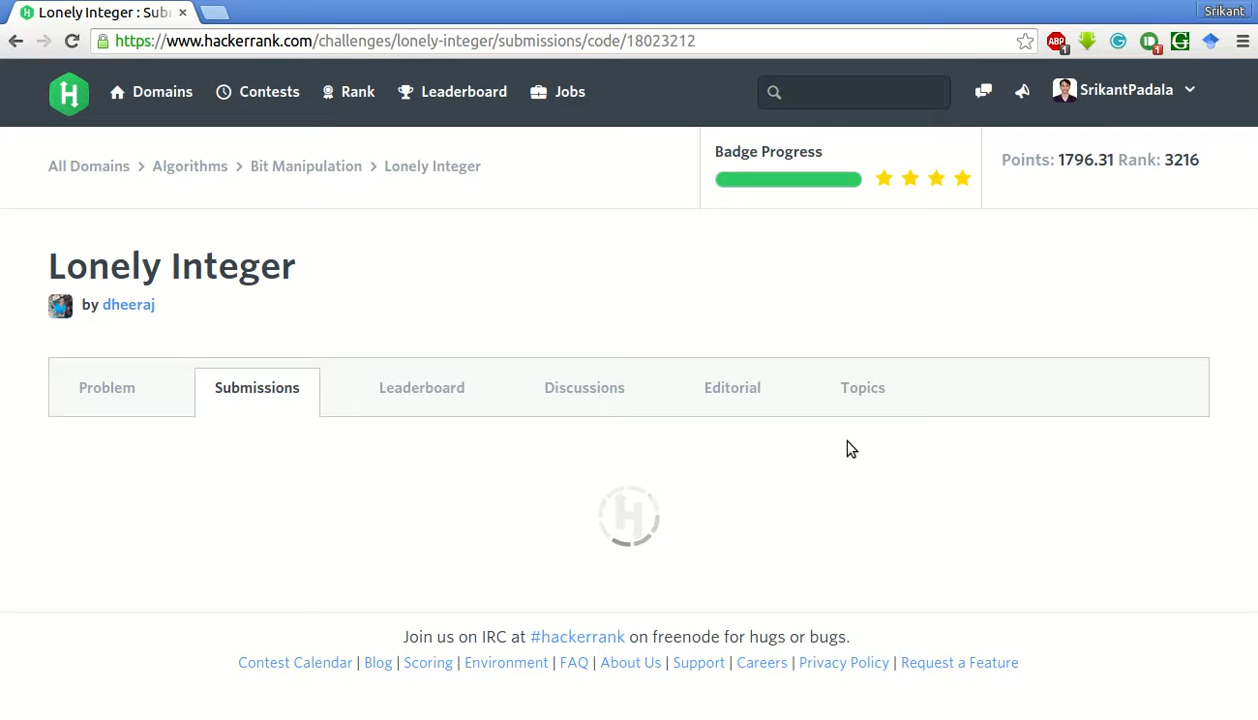 Lonely Integer : Sub
Srikant
https://www.hackerrank.com/challenges/lonely-integer/submissions/code/18023212
ABP 1 G 1 G
H Domains Contests Rank Leaderboard Jobs SrikantPadala
All Domains > Algorithms > Bit Manipulation > Lonely Integer
Badge Progress
Points: 1796.31 Rank: 3216
Lonely Integer
by dheeraj
Problem Submissions Leaderboard Discussions Editorial Topics
H
Join us on IRC at #hackerrank on freenode for hugs or bugs.
Contest Calendar | Blog | Scoring | Environment | FAQ | About Us | Support | Careers | Privacy Policy | Request a Feature